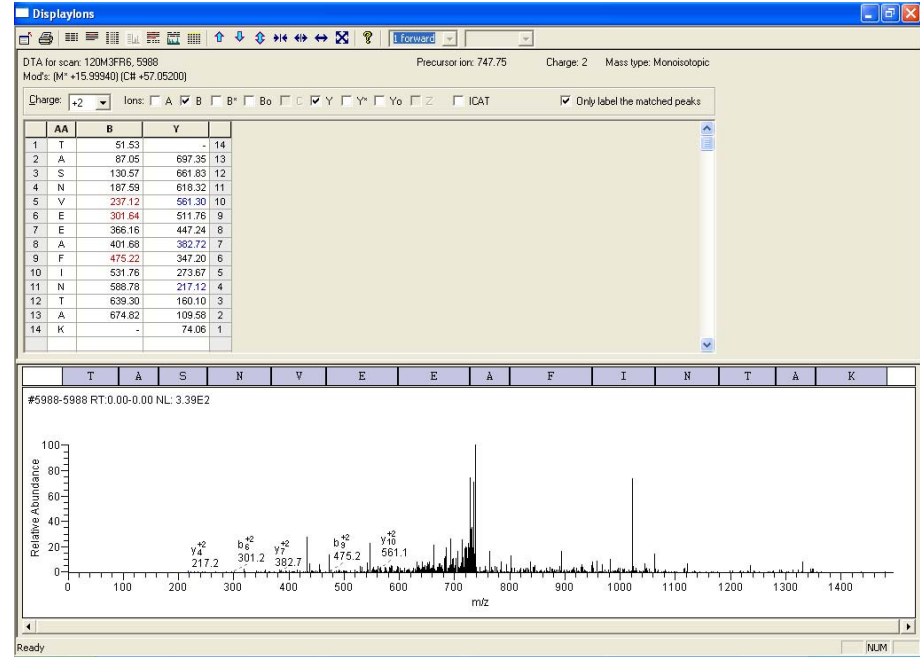 DisplayIons
1 forward
DTA for scan: 120M3FR6, 5988 Precursor ion: 747.75 Charge: 2 Mass type: Monoisotopic
Mod's: (M* +15.99940) (C# +57.05200)
Charge: +2 Ions: A B B* Bo C Y Y* Yo Z ICAT Only label the matched peaks
AA B Y
1 T 51.53 - 14
2 A 87.05 697.35 13
3 S 130.57 661.83 12
4 N 187.59 618.32 11
5 V 237.12 561.30 10
6 E 301.64 511.76 9
7 E 366.16 447.24 8
8 A 401.68 382.72 7
9 F 475.22 347.20 6
10 I 531.76 273.67 5
11 N 588.78 217.12 4
12 T 639.30 160.10 3
13 A 674.82 109.58 2
14 K - 74.06 1
T A S N V E E A F I N T A K
#5988-5988 RT:0.00-0.00 NL: 3.39E2
100
80
60
40
20
0
Relative Abundance
y4+2 217.2
b6+2 301.2
y7+2 382.7
b9+2 475.2
y10+2 561.1
0 100 200 300 400 500 600 700 800 900 1000 1100 1200 1300 1400
m/z
Ready NUM